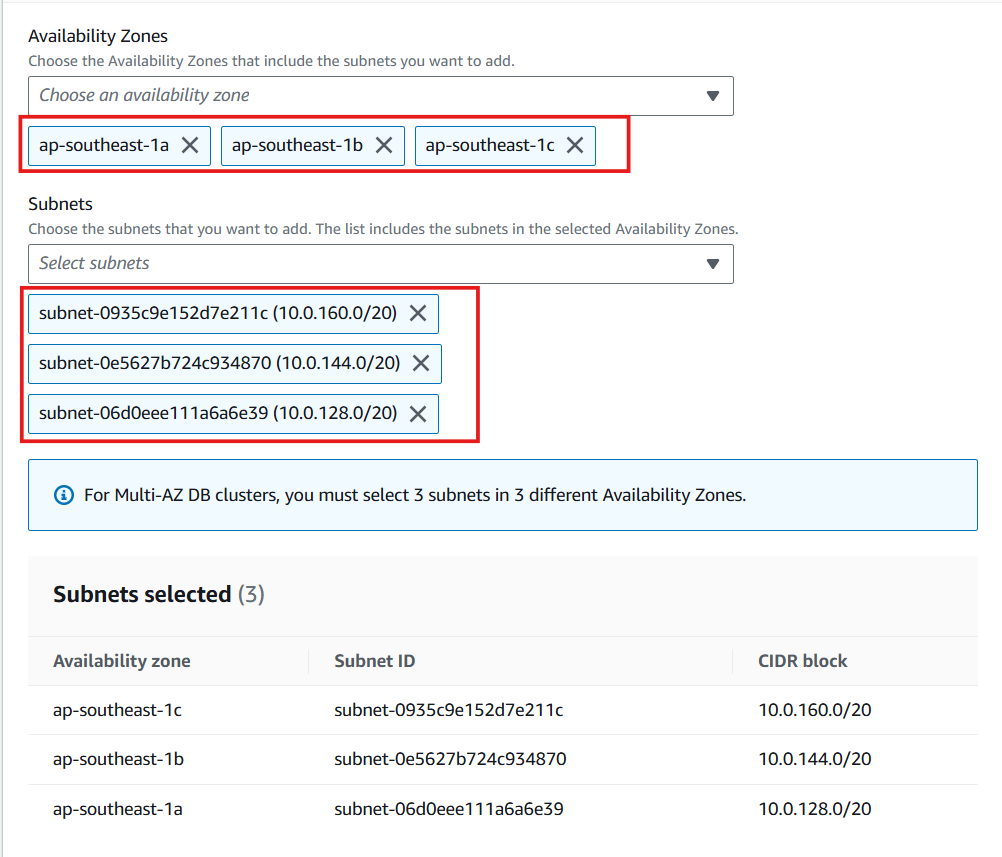 Availability Zones
Choose the Availability Zones that include the subnets you want to add.
Choose an availability zone
ap-southeast-1a ap-southeast-1b ap-southeast-1c
Subnets
Choose the subnets that you want to add. The list includes the subnets in the selected Availability Zones.
Select subnets
subnet-0935c9e152d7e211c (10.0.160.0/20)
subnet-0e5627b724c934870 (10.0.144.0/20)
subnet-06d0eee111a6a6e39 (10.0.128.0/20)
For Multi-AZ DB clusters, you must select 3 subnets in 3 different Availability Zones.
Subnets selected (3)
Availability zone Subnet ID CIDR block
ap-southeast-1c subnet-0935c9e152d7e211c 10.0.160.0/20
ap-southeast-1b subnet-0e5627b724c934870 10.0.144.0/20
ap-southeast-1a subnet-06d0eee111a6a6e39 10.0.128.0/20